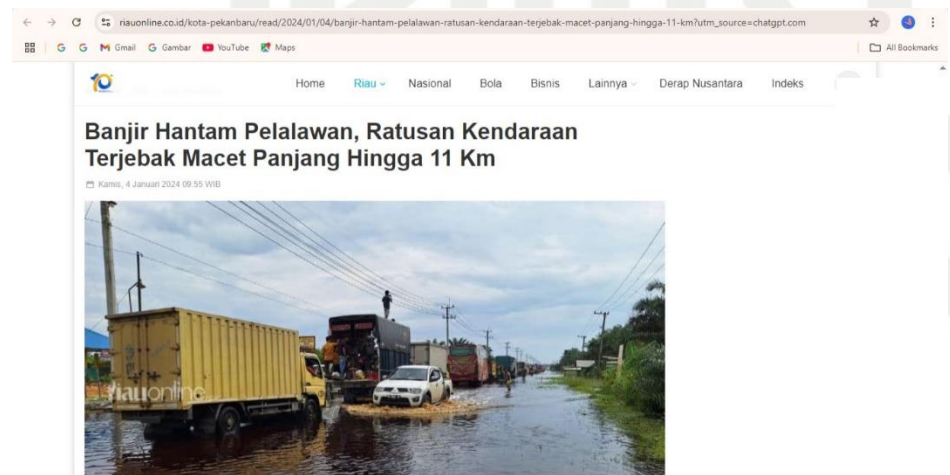 riauonline.co.id/kota-pekanbaru/read/2024/01/04/banjir-hantam-pelalawan-ratusan-kendaraan-terjebak-macet-panjang-hingga-11-km?utm_source=chatgpt.com
Gmail Gambar YouTube Maps All Bookmarks
Home Riau Nasional Bola Bisnis Lainnya Derap Nusantara Indeks
Banjir Hantam Pelalawan, Ratusan Kendaraan
Terjebak Macet Panjang Hingga 11 Km
Kamis, 4 Januari 2024 09:55 WIB
riauonline